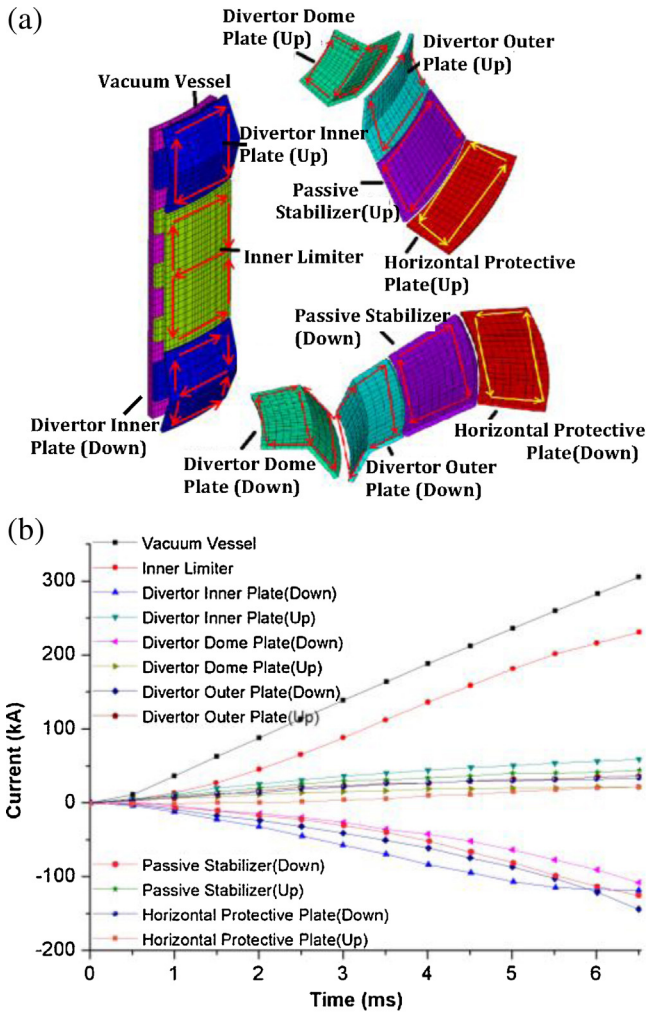 (a)
Divertor Dome
Plate (Up)
Divertor Outer
Plate (Up)
Vacuum Vessel
Divertor Inner
Plate (Up)
Passive
Stabilizer(Up)
Inner Limiter
Horizontal Protective
Plate(Up)
Passive Stabilizer
(Down)
Divertor Inner
Plate (Down)
Divertor Dome
Plate (Down)
Divertor Outer
Plate (Down)
Horizontal Protective
Plate(Down)
(b)
Vacuum Vessel
Inner Limiter
Divertor Inner Plate(Down)
Divertor Inner Plate(Up)
Divertor Dome Plate(Down)
Divertor Dome Plate(Up)
Divertor Outer Plate(Down)
Divertor Outer Plate(Up)
Passive Stabilizer(Down)
Passive Stabilizer(Up)
Horizontal Protective Plate(Down)
Horizontal Protective Plate(Up)
Current (kA)
300
200
100
0
-100
-200
0 1 2 3 4 5 6
Time (ms)